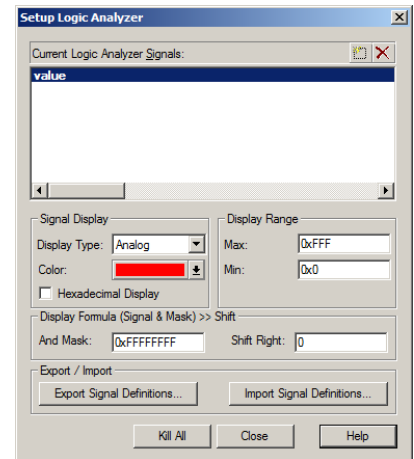 Setup Logic Analyzer
Current Logic Analyzer Signals:
value
Signal Display
Display Range
Display Type: Analog
Max: 0xFFF
Color:
Min: 0x0
Hexadecimal Display
Display Formula (Signal & Mask) >> Shift
And Mask: 0xFFFFFFFF Shift Right: 0
Export / Import
Export Signal Definitions... Import Signal Definitions...
Kill All Close Help